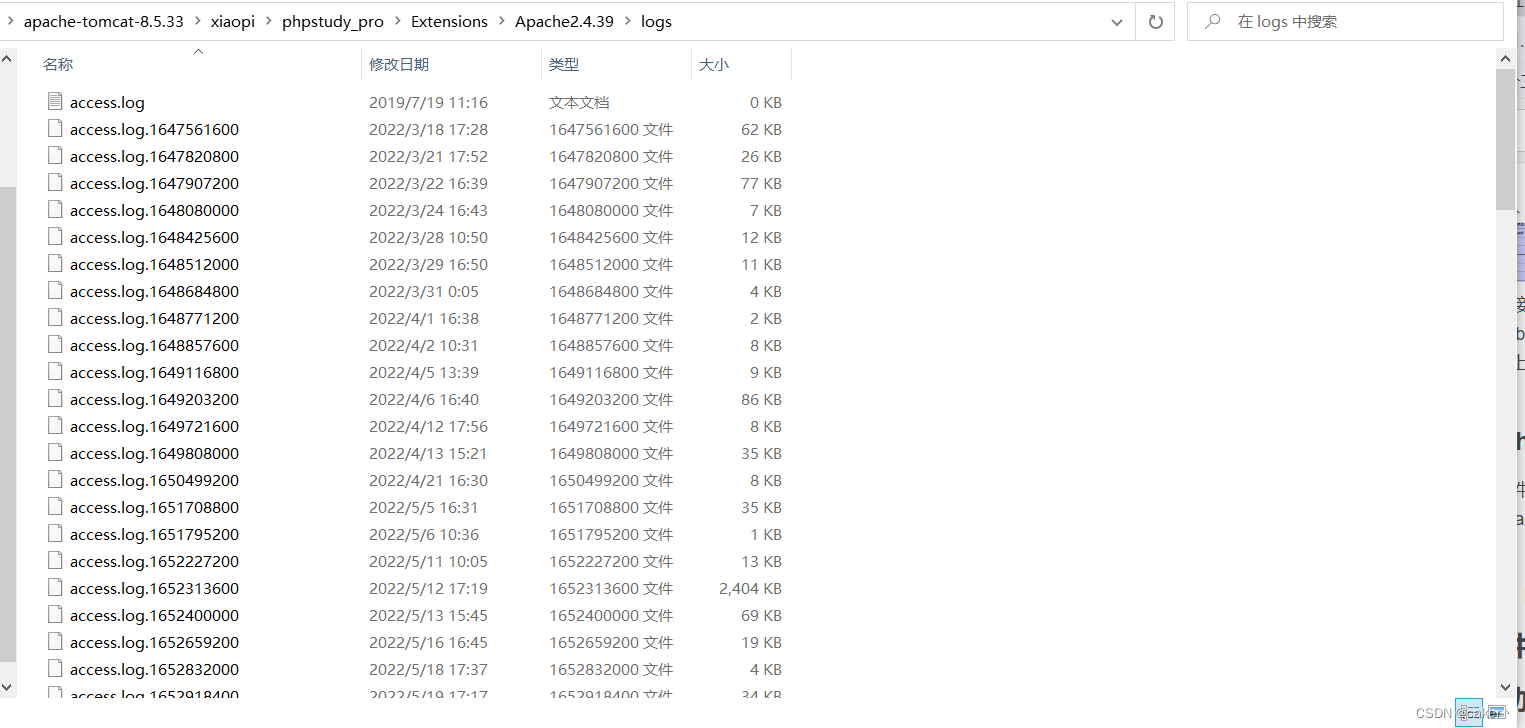 apache-tomcat-8.5.33 > xiaopi > phpstudy_pro > Extensions > Apache2.4.39 > logs 在 logs 中搜索
名称 修改日期 类型 大小
access.log 2019/7/19 11:16 文本文档 0 KB
access.log.1647561600 2022/3/18 17:28 1647561600 文件 62 KB
access.log.1647820800 2022/3/21 17:52 1647820800 文件 26 KB
access.log.1647907200 2022/3/22 16:39 1647907200 文件 77 KB
access.log.1648080000 2022/3/24 16:43 1648080000 文件 7 KB
access.log.1648425600 2022/3/28 10:50 1648425600 文件 12 KB
access.log.1648512000 2022/3/29 16:50 1648512000 文件 11 KB
access.log.1648684800 2022/3/31 0:05 1648684800 文件 4 KB
access.log.1648771200 2022/4/1 16:38 1648771200 文件 2 KB
access.log.1648857600 2022/4/2 10:31 1648857600 文件 8 KB
access.log.1649116800 2022/4/5 13:39 1649116800 文件 9 KB
access.log.1649203200 2022/4/6 16:40 1649203200 文件 86 KB
access.log.1649721600 2022/4/12 17:56 1649721600 文件 8 KB
access.log.1649808000 2022/4/13 15:21 1649808000 文件 35 KB
access.log.1650499200 2022/4/21 16:30 1650499200 文件 8 KB
access.log.1651708800 2022/5/5 16:31 1651708800 文件 35 KB
access.log.1651795200 2022/5/6 10:36 1651795200 文件 1 KB
access.log.1652227200 2022/5/11 10:05 1652227200 文件 13 KB
access.log.1652313600 2022/5/12 17:19 1652313600 文件 2,404 KB
access.log.1652400000 2022/5/13 15:45 1652400000 文件 69 KB
access.log.1652659200 2022/5/16 16:45 1652659200 文件 19 KB
access.log.1652832000 2022/5/18 17:37 1652832000 文件 4 KB
access.log.1652918400 2022/5/19 17:17 1652918400 文件 34 KB
CSDN